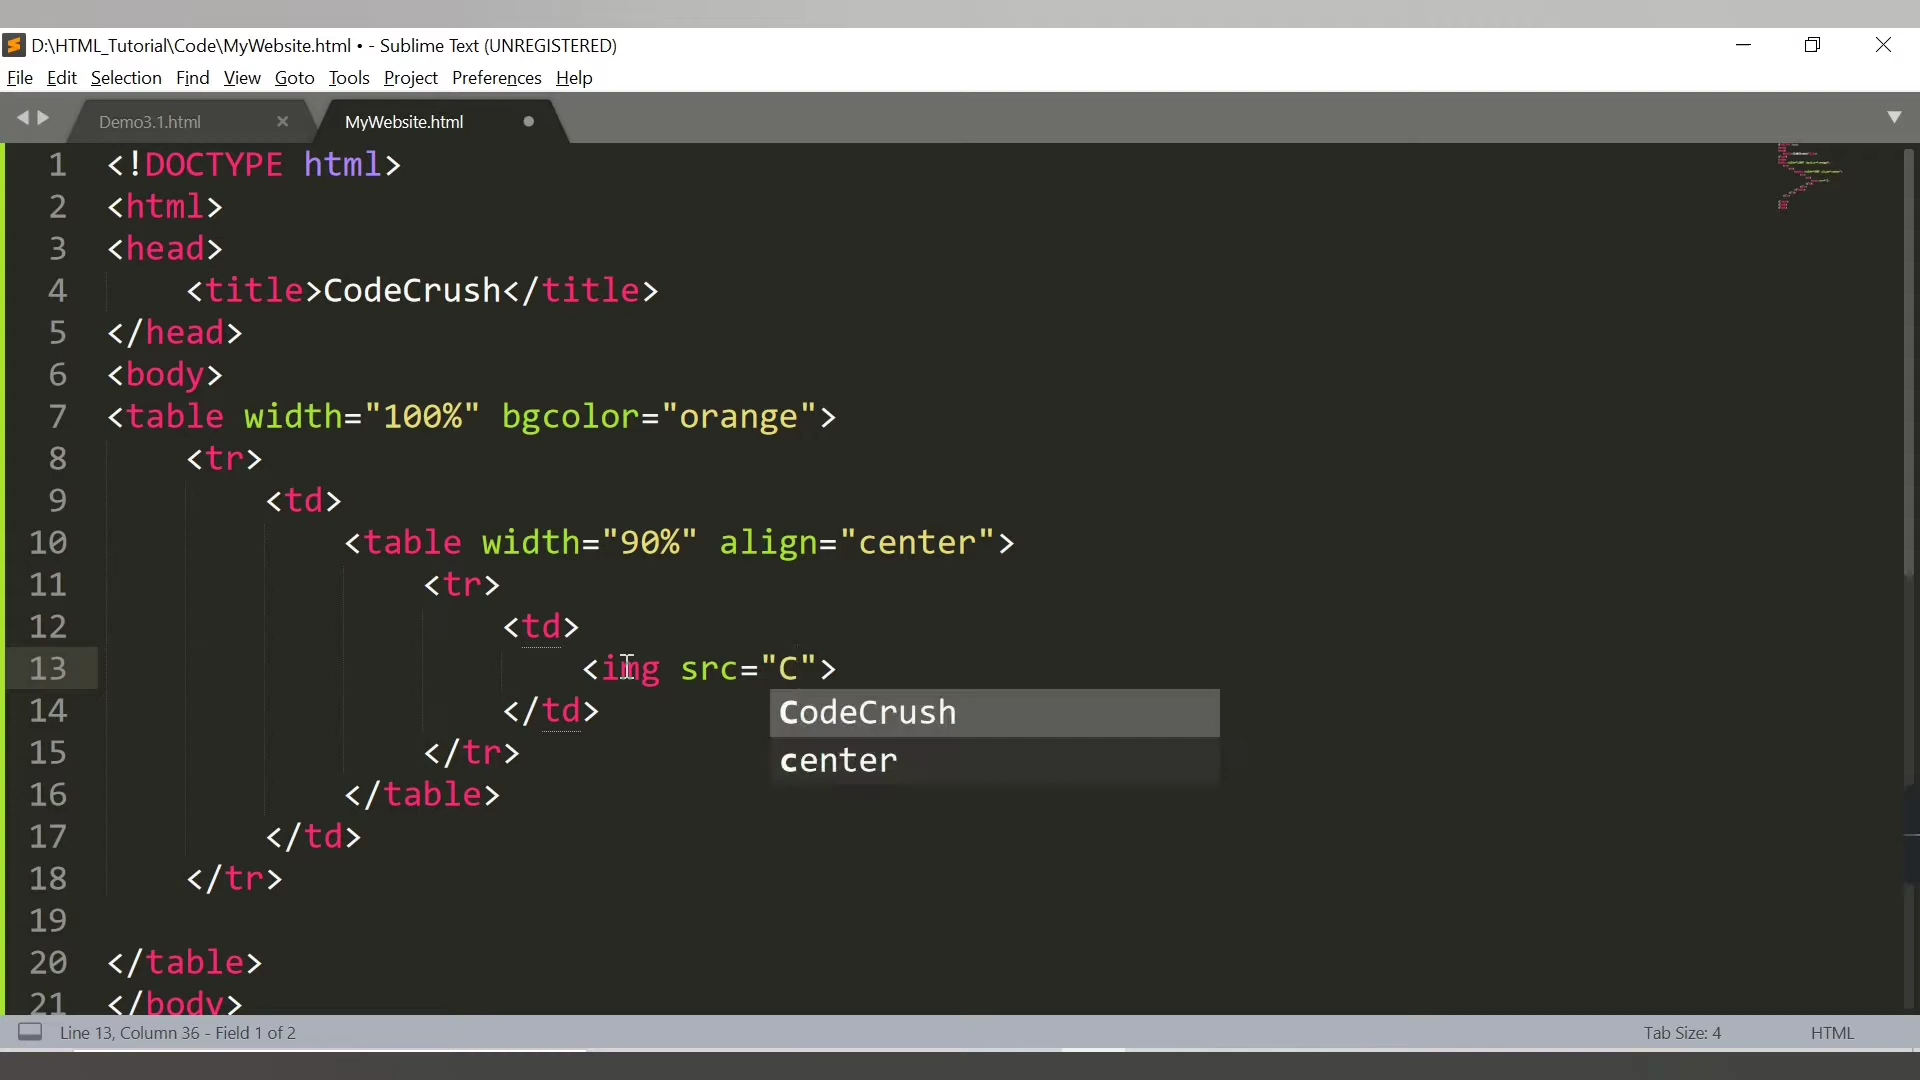 D:\HTML_Tutorial\Code\MyWebsite.html • - Sublime Text (UNREGISTERED)
File Edit Selection Find View Goto Tools Project Preferences Help
Demo3.1.html MyWebsite.html
1 <!DOCTYPE html>
2 <html>
3 <head>
4 <title>CodeCrush</title>
5 </head>
6 <body>
7 <table width="100%" bgcolor="orange">
8 <tr>
9 <td>
10 <table width="90%" align="center">
11 <tr>
12 <td>
13 <img src="C">
CodeCrush
center
14 </td>
15 </tr>
16 </table>
17 </td>
18 </tr>
19
20 </table>
21 </body>
Line 13, Column 36 - Field 1 of 2 Tab Size: 4 HTML